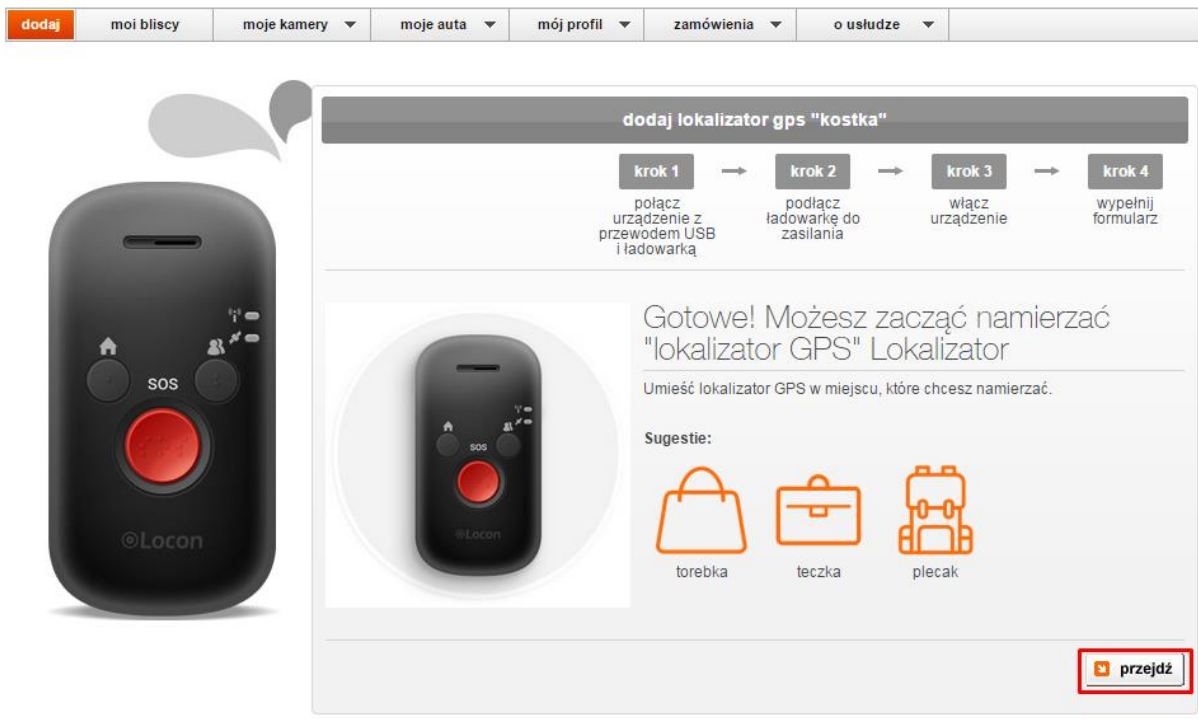 dodaj moi bliscy moje kamery moje auta mój profil zamówienia o usłudze
dodaj lokalizator gps "kostka"
krok 1 krok 2 krok 3 krok 4
połącz
urządzenie z
przewodem USB
i ładowarką
podłącz
ładowarkę do
zasilania
włącz
urządzenie
wypełnij
formularz
SOS
Locon
Gotowe! Możesz zacząć namierzać
"lokalizator GPS" Lokalizator
Umieść lokalizator GPS w miejscu, które chcesz namierzać.
Sugestie:
SOS
Locon
torebka teczka plecak
przejdź